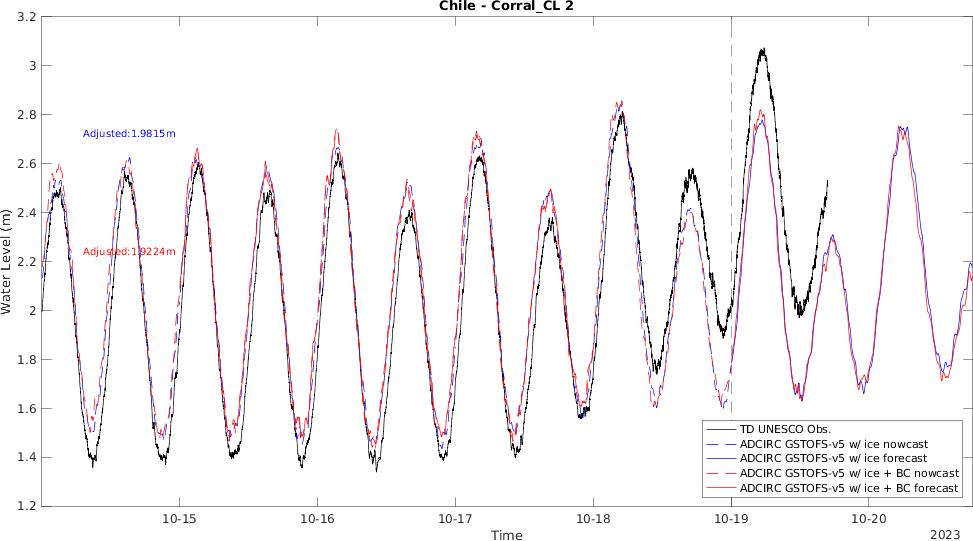 Chile - Corral_CL 2
3.2
3
2.8
2.6
2.4
2.2
2
1.8
1.6
1.4
1.2
Water Level (m)
Adjusted:1.9815m
Adjusted:1.9224m
TD UNESCO Obs.
ADCIRC GSTOFS-v5 w/ ice nowcast
ADCIRC GSTOFS-v5 w/ ice forecast
ADCIRC GSTOFS-v5 w/ ice + BC nowcast
ADCIRC GSTOFS-v5 w/ ice + BC forecast
10-15 10-16 10-17 10-18 10-19 10-20
Time
2023